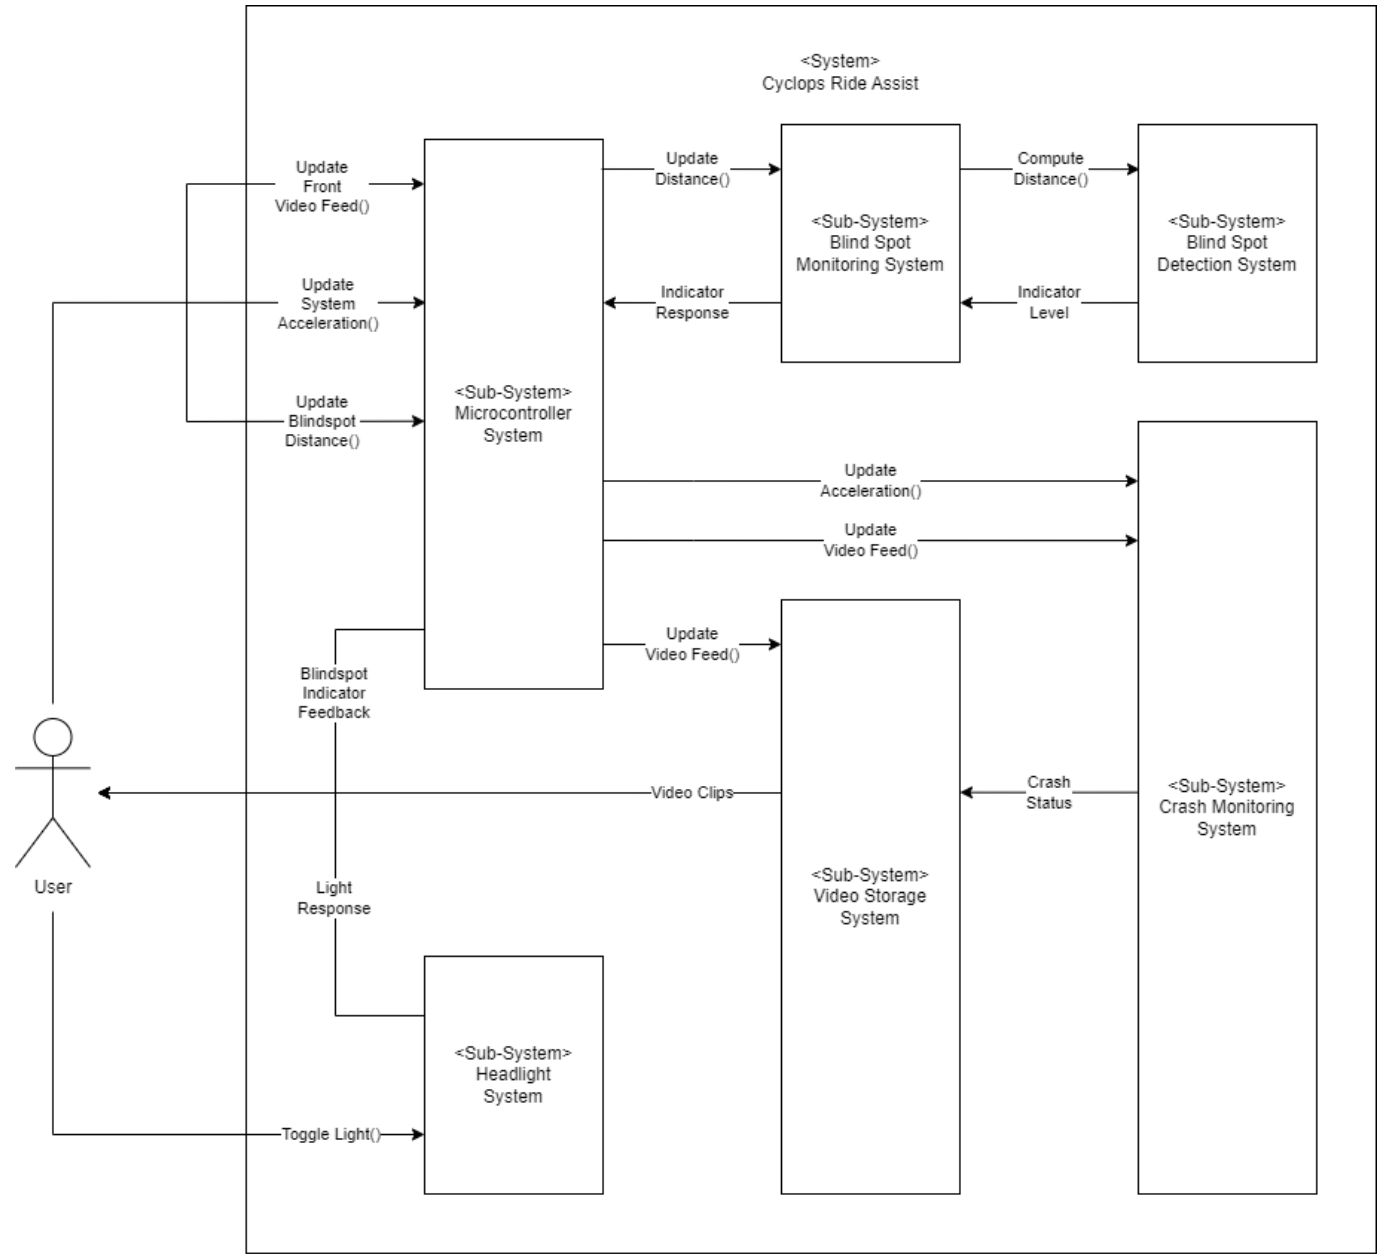 <System>
Cyclops Ride Assist
Update
Front
Video Feed()
Update
System
Acceleration()
Update
Blindspot
Distance()
<Sub-System>
Microcontroller
System
Update
Distance()
Indicator
Response
<Sub-System>
Blind Spot
Monitoring System
Compute
Distance()
Indicator
Level
<Sub-System>
Blind Spot
Detection System
Update
Acceleration()
Update
Video Feed()
Update
Video Feed()
Blindspot
Indicator
Feedback
Video Clips
Crash
Status
<Sub-System>
Crash Monitoring
System
User
Light
Response
<Sub-System>
Video Storage
System
<Sub-System>
Headlight
System
Toggle Light()